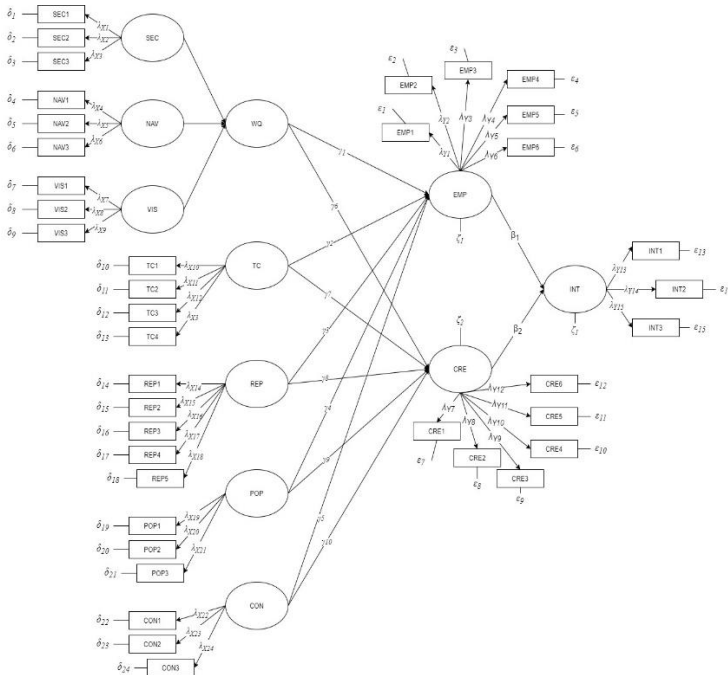 δ1 SEC1 λX1
δ2 SEC2 λX2 SEC
δ3 SEC3 λX3
δ4 NAV1 λX4
δ5 NAV2 λX5 NAV WQ
δ6 NAV3 λX6
δ7 VIS1 λX7
δ8 VIS2 λX8 VIS
δ9 VIS3 λX9
δ10 TC1 λX10
δ11 TC2 λX11 TC
δ12 TC3 λX12
δ13 TC4 λX3
δ14 REP1 λX14
δ15 REP2 λX15 REP
δ16 REP3 λX16
δ17 REP4 λX17
δ18 REP5 λX18
δ19 POP1 λX19
δ20 POP2 λX20 POP
δ21 POP3 λX21
δ22 CON1 λX22
δ23 CON2 λX23 CON
δ24 CON3 λX24
γ1
γ6
γ2
γ7
γ3
γ8
γ4
γ9
γ5
γ10
ε1 EMP1 λY1
ε2 EMP2 λY2
ε3 EMP3 λY3
EMP4 ε4 λY4
EMP5 ε5 λY5
EMP6 ε6 λY6
EMP
ζ1
β1
INT
β2
ζ2
CRE
λY13 INT1 ε13
λY14 INT2
λY15 INT3 ε15
λY12 CRE6 ε12
λY11 CRE5 ε11
λY10 CRE4 ε10
λY9 CRE3 ε9
λY8 CRE2 ε8
λY7 CRE1 ε7